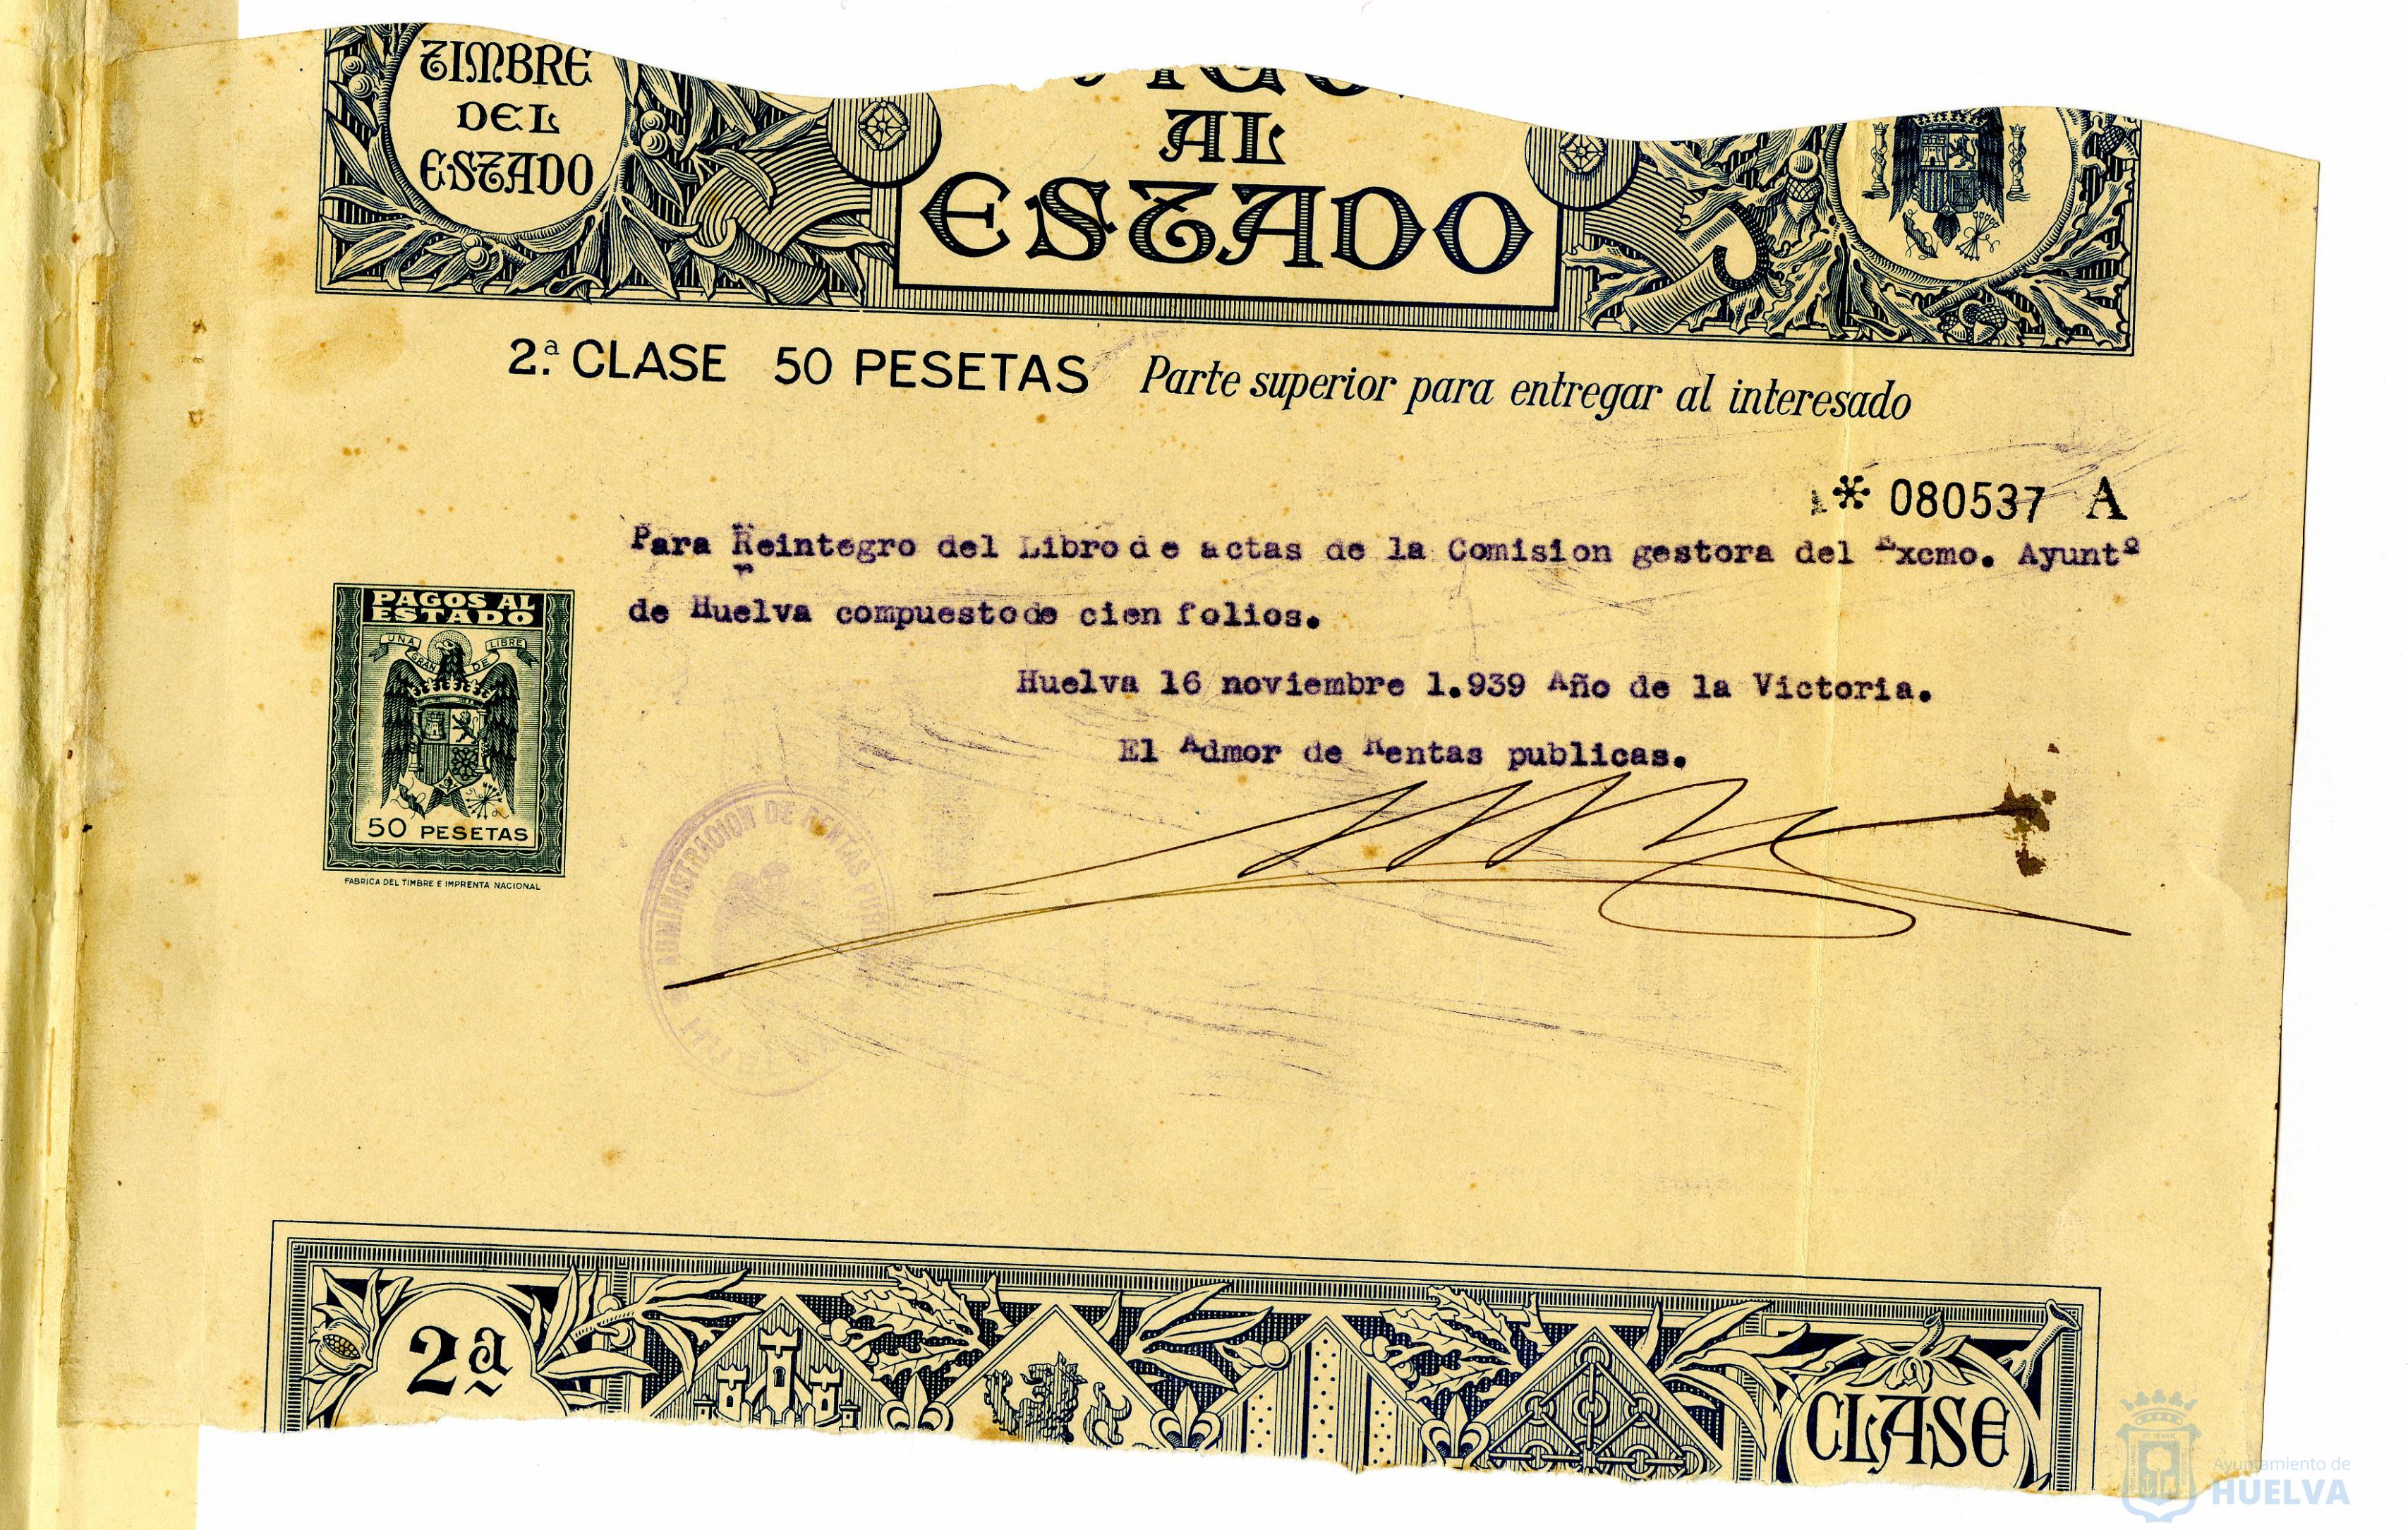 TIMBRE
DEL
ESTADO
AL
ESTADO
2.ª CLASE 50 PESETAS Parte superior para entregar al interesado
080537 A
Para Reintegro del Libro de actas de la Comision gestora del Excmo. Ayuntº
de Huelva compuesto de cien folios.
Huelva 16 noviembre 1.939 Año de la Victoria.
El Admor de Rentas publicas.
PAGOS AL
ESTADO
UNA GRANDE LIBRE
50 PESETAS
FABRICA DEL TIMBRE E IMPRENTA NACIONAL
ADMINISTRACION DE RENTAS
2ª
CLASE
Ayuntamiento de
HUELVA